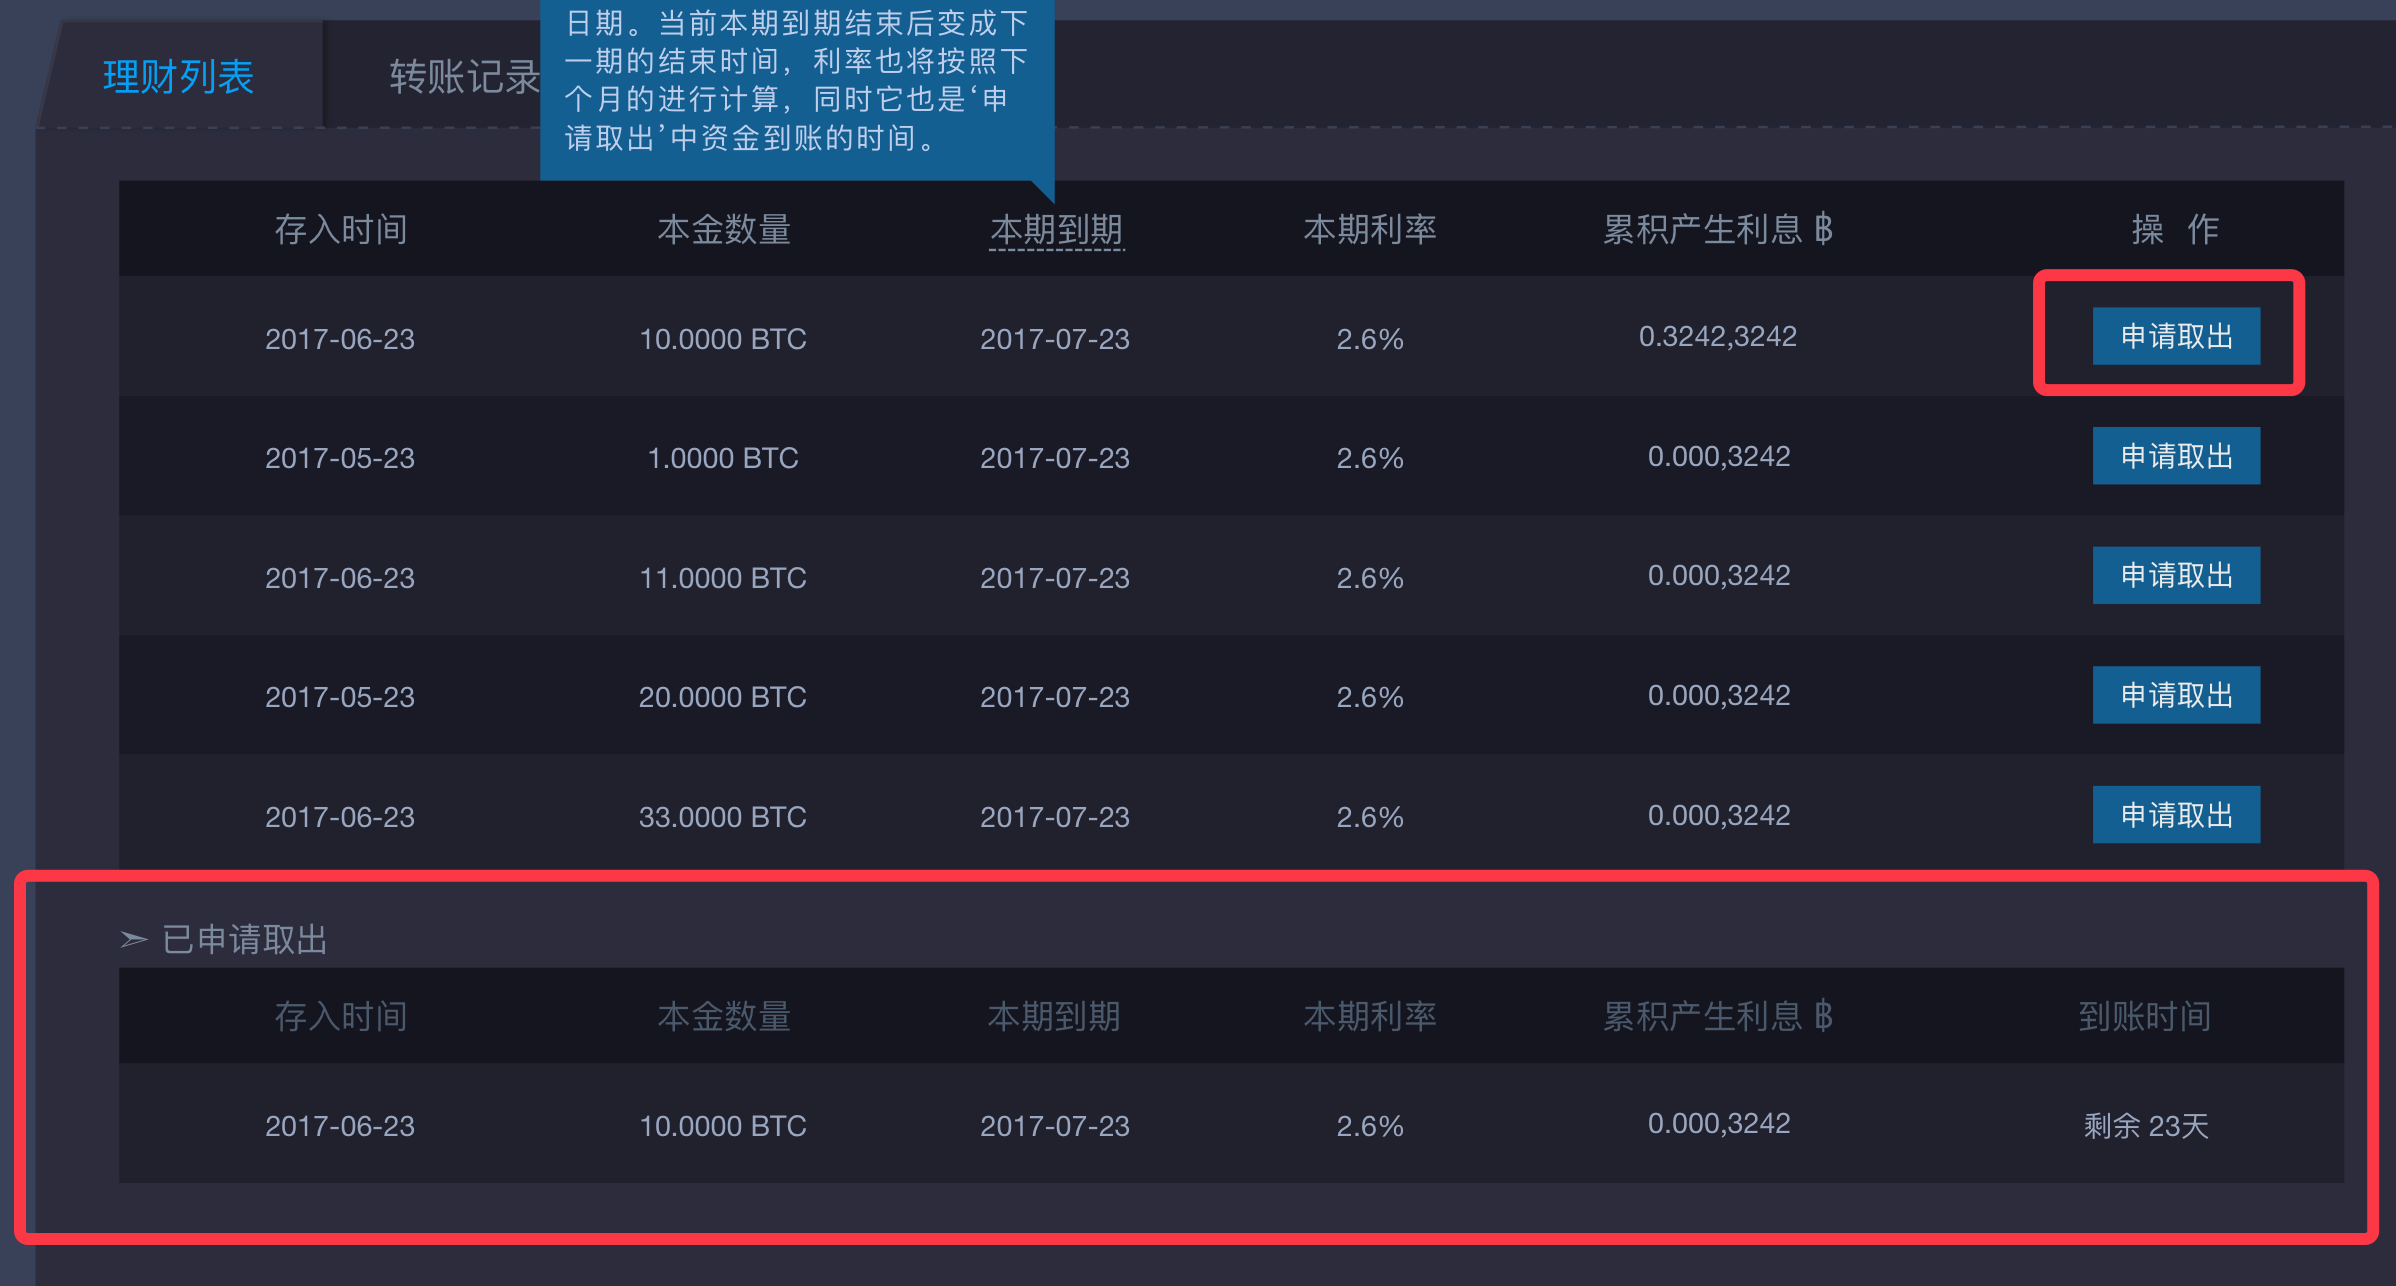 日期。当前本期到期结束后变成下
一期的结束时间，利率也将按照下
个月的进行计算，同时它也是‘申
请取出’中资金到账的时间。
理财列表 转账记录
存入时间 本金数量 本期到期 本期利率 累积产生利息 ฿ 操 作
2017-06-23 10.0000 BTC 2017-07-23 2.6% 0.3242,3242 申请取出
2017-05-23 1.0000 BTC 2017-07-23 2.6% 0.000,3242 申请取出
2017-06-23 11.0000 BTC 2017-07-23 2.6% 0.000,3242 申请取出
2017-05-23 20.0000 BTC 2017-07-23 2.6% 0.000,3242 申请取出
2017-06-23 33.0000 BTC 2017-07-23 2.6% 0.000,3242 申请取出
➣ 已申请取出
存入时间 本金数量 本期到期 本期利率 累积产生利息 ฿ 到账时间
2017-06-23 10.0000 BTC 2017-07-23 2.6% 0.000,3242 剩余 23天